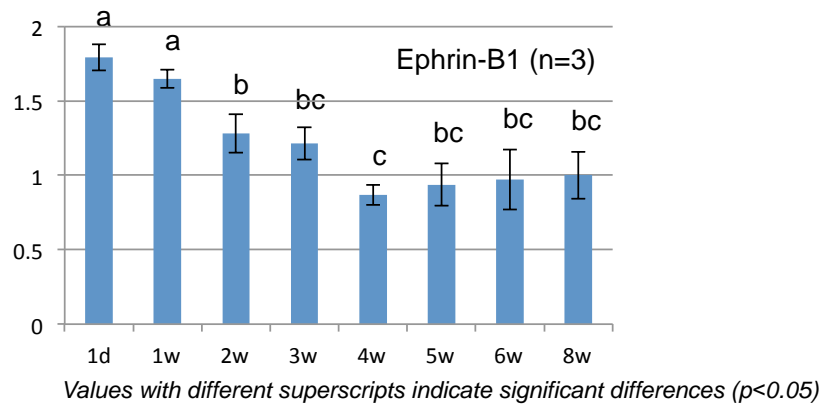 2
a
a
Ephrin-B1 (n=3)
1.5
b
bc
bc
bc
bc
c
1
0.5
0
1d 1w 2w 3w 4w 5w 6w 8w
Values with different superscripts indicate significant differences (p<0.05)